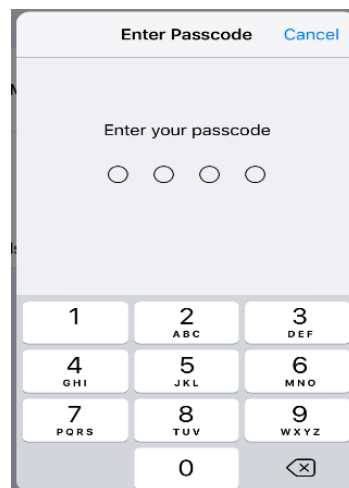 Enter Passcode Cancel
Enter your passcode
1 2 3
ABC DEF
4 5 6
GHI JKL MNO
7 8 9
PQRS TUV WXYZ
0